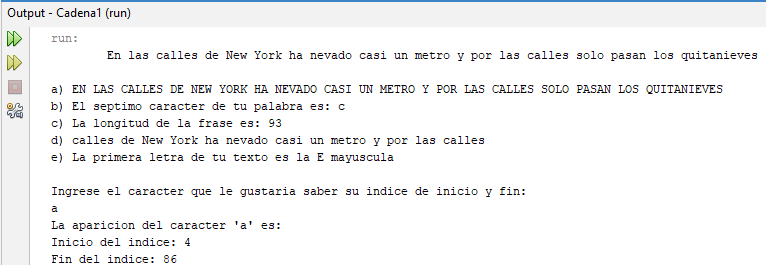 Output - Cadena1 (run)
run:
En las calles de New York ha nevado casi un metro y por las calles solo pasan los quitanieves
a) EN LAS CALLES DE NEW YORK HA NEVADO CASI UN METRO Y POR LAS CALLES SOLO PASAN LOS QUITANIEVES
b) El septimo caracter de tu palabra es: c
c) La longitud de la frase es: 93
d) calles de New York ha nevado casi un metro y por las calles
e) La primera letra de tu texto es la E mayuscula
Ingrese el caracter que le gustaria saber su indice de inicio y fin:
a
La aparicion del caracter 'a' es:
Inicio del indice: 4
Fin del indice: 86